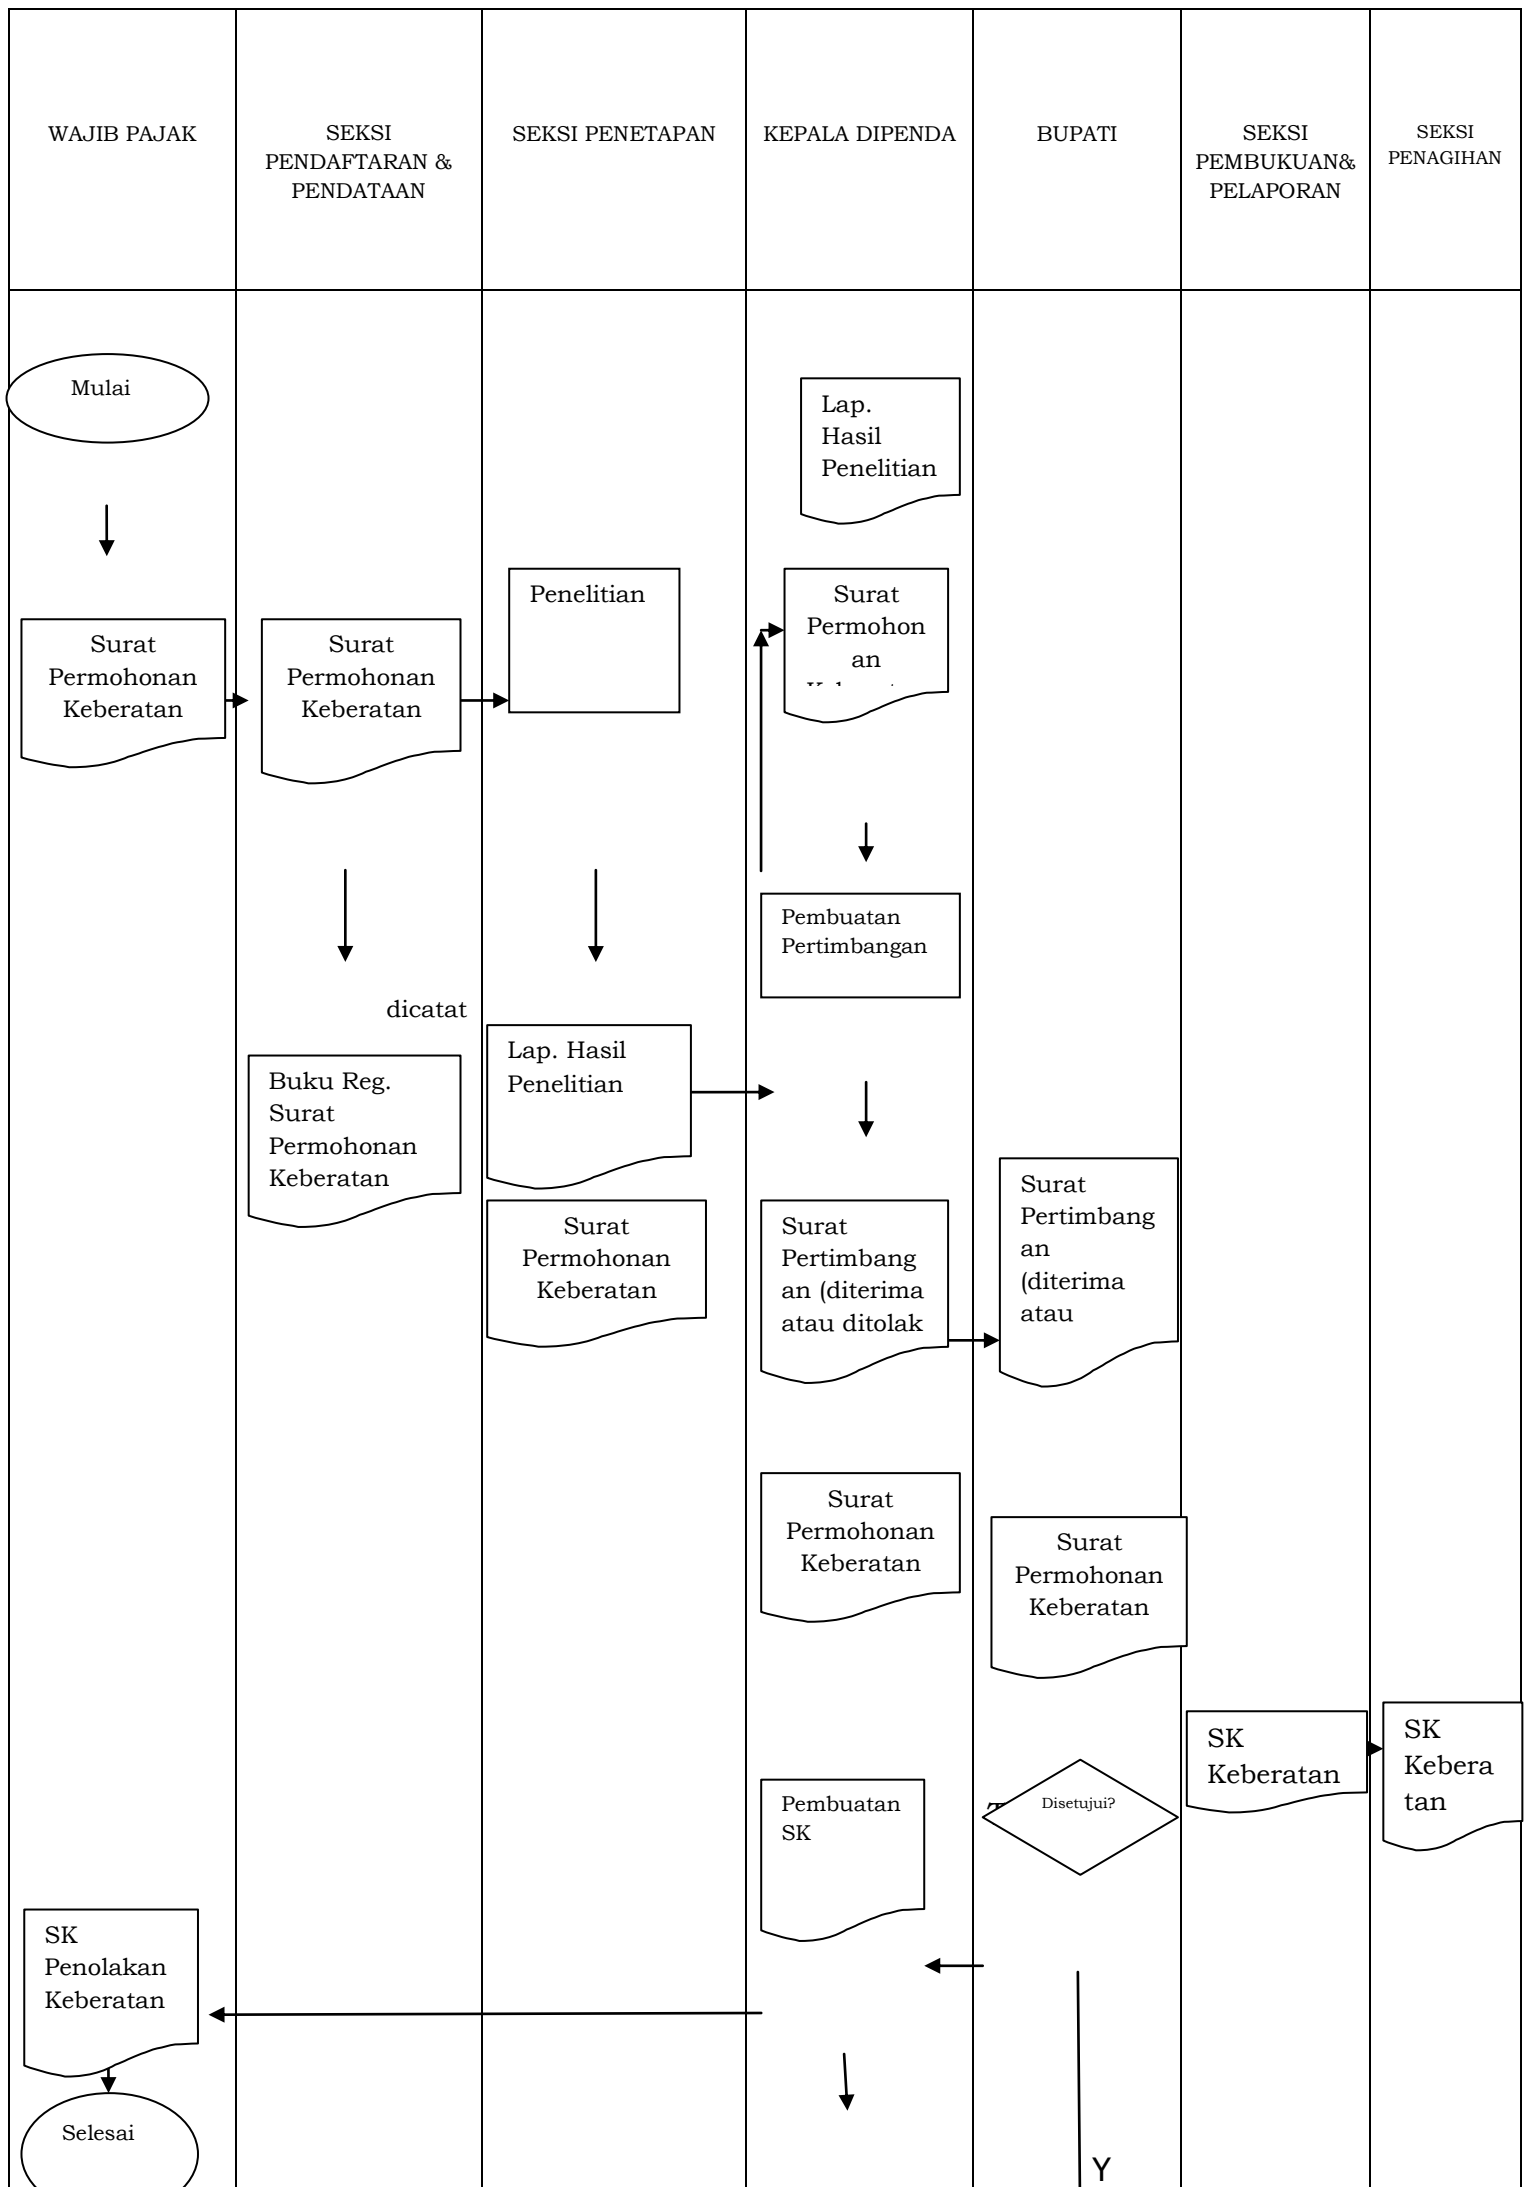 WAJIB PAJAK
SEKSI
PENDAFTARAN &
PENDATAAN
SEKSI PENETAPAN
KEPALA DIPENDA
BUPATI
SEKSI
PEMBUKUAN&
PELAPORAN
SEKSI
PENAGIHAN
Mulai
Lap.
Hasil
Penelitian
Surat
Permohonan
Keberatan
Surat
Permohonan
Keberatan
Penelitian
Surat
Permohon
an
Pembuatan
Pertimbangan
dicatat
Buku Reg.
Surat
Permohonan
Keberatan
Lap. Hasil
Penelitian
Surat
Permohonan
Keberatan
Surat
Pertimbang
an (diterima
atau ditolak
Surat
Pertimbang
an
(diterima
atau
Surat
Permohonan
Keberatan
Surat
Permohonan
Keberatan
SK
Keberatan
SK
Kebera
tan
Pembuatan
SK
Disetujui?
SK
Penolakan
Keberatan
Selesai
Y